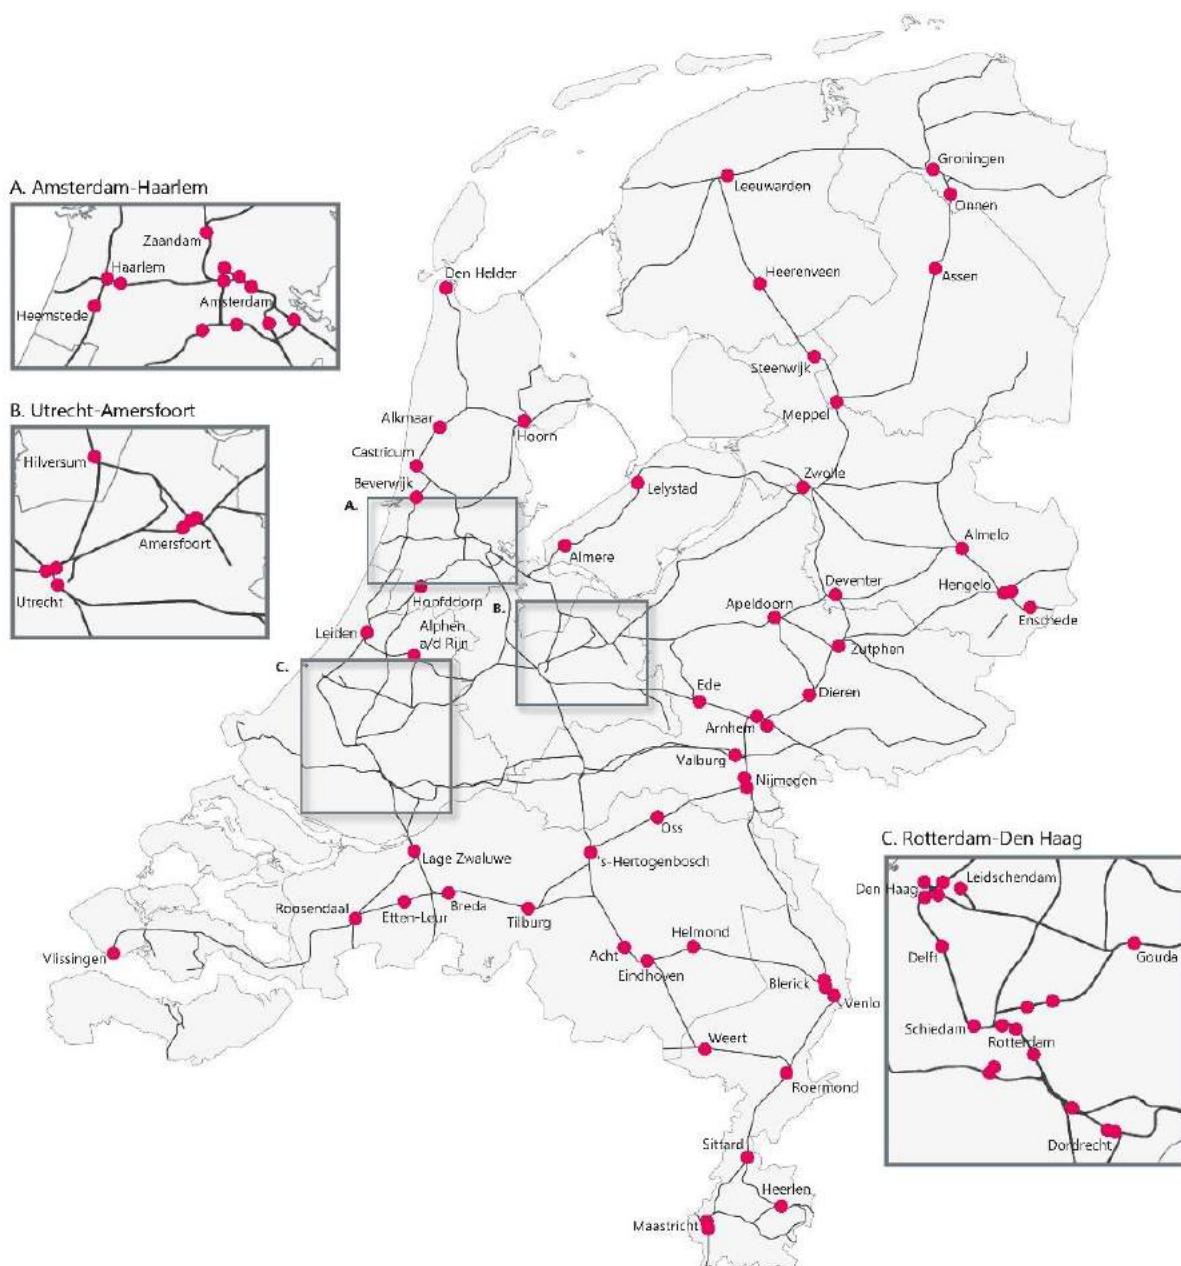 A. Amsterdam-Haarlem
Zaandam
Haarlem
Amsterdam
Heemstede
B. Utrecht-Amersfoort
Hilversum
Amersfoort
Utrecht
Groningen
Leeuwarden
Onnen
Assen
Heerenveen
Den Helder
Steenwijk
Meppel
Alkmaar
Hoorn
Castricum
Beverwijk
A.
Zwolle
Lelystad
Almere
Almelo
Hengelo
Enschede
Deventer
Apeldoorn
Zutphen
Hoofddorp
B.
Leiden
Alphen
a/d Rijn
C.
Ede
Dieren
Arnhem
Valburg
Nijmegen
Oss
Lage Zwaluwe
's-Hertogenbosch
Roosendaal
Etten-Leur
Breda
Tilburg
Vlissingen
Acht
Helmond
Eindhoven
Blerick
Venlo
Weert
Roermond
Sittard
Heerlen
Maastricht
C. Rotterdam-Den Haag
Den Haag
Leidschendam
Delft
Gouda
Schiedam
Rotterdam
Dordrecht